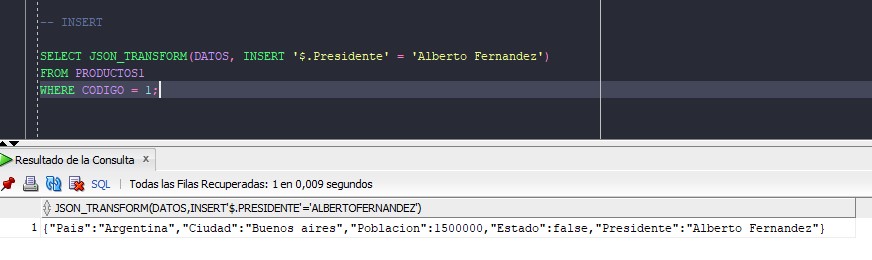 -- INSERT
SELECT JSON_TRANSFORM(DATOS, INSERT '$.Presidente' = 'Alberto Fernandez')
FROM PRODUCTOS1
WHERE CODIGO = 1;
Resultado de la Consulta x
SQL | Todas las Filas Recuperadas: 1 en 0,009 segundos
JSON_TRANSFORM(DATOS,INSERT'$.PRESIDENTE'='ALBERTOFERNANDEZ')
1 {"Pais":"Argentina","Ciudad":"Buenos aires","Poblacion":1500000,"Estado":false,"Presidente":"Alberto Fernandez"}